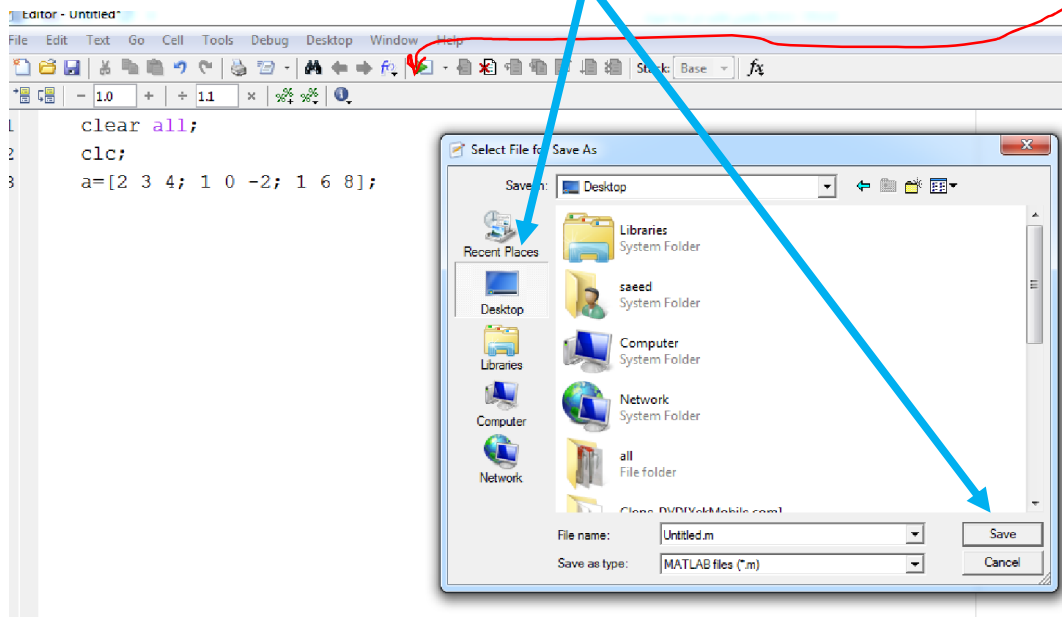 Editor - Untitled*
File Edit Text Go Cell Tools Debug Desktop Window Help
Stack: Base fx
- 1.0 + ÷ 1.1 ×
1 clear all;
2 clc;
3 a=[2 3 4; 1 0 -2; 1 6 8];
Select File for Save As
Save in: Desktop
Recent Places
Desktop
Libraries
Computer
Network
Libraries
System Folder
saeed
System Folder
Computer
System Folder
Network
System Folder
all
File folder
File name: Untitled.m Save
Save as type: MATLAB files (*.m) Cancel